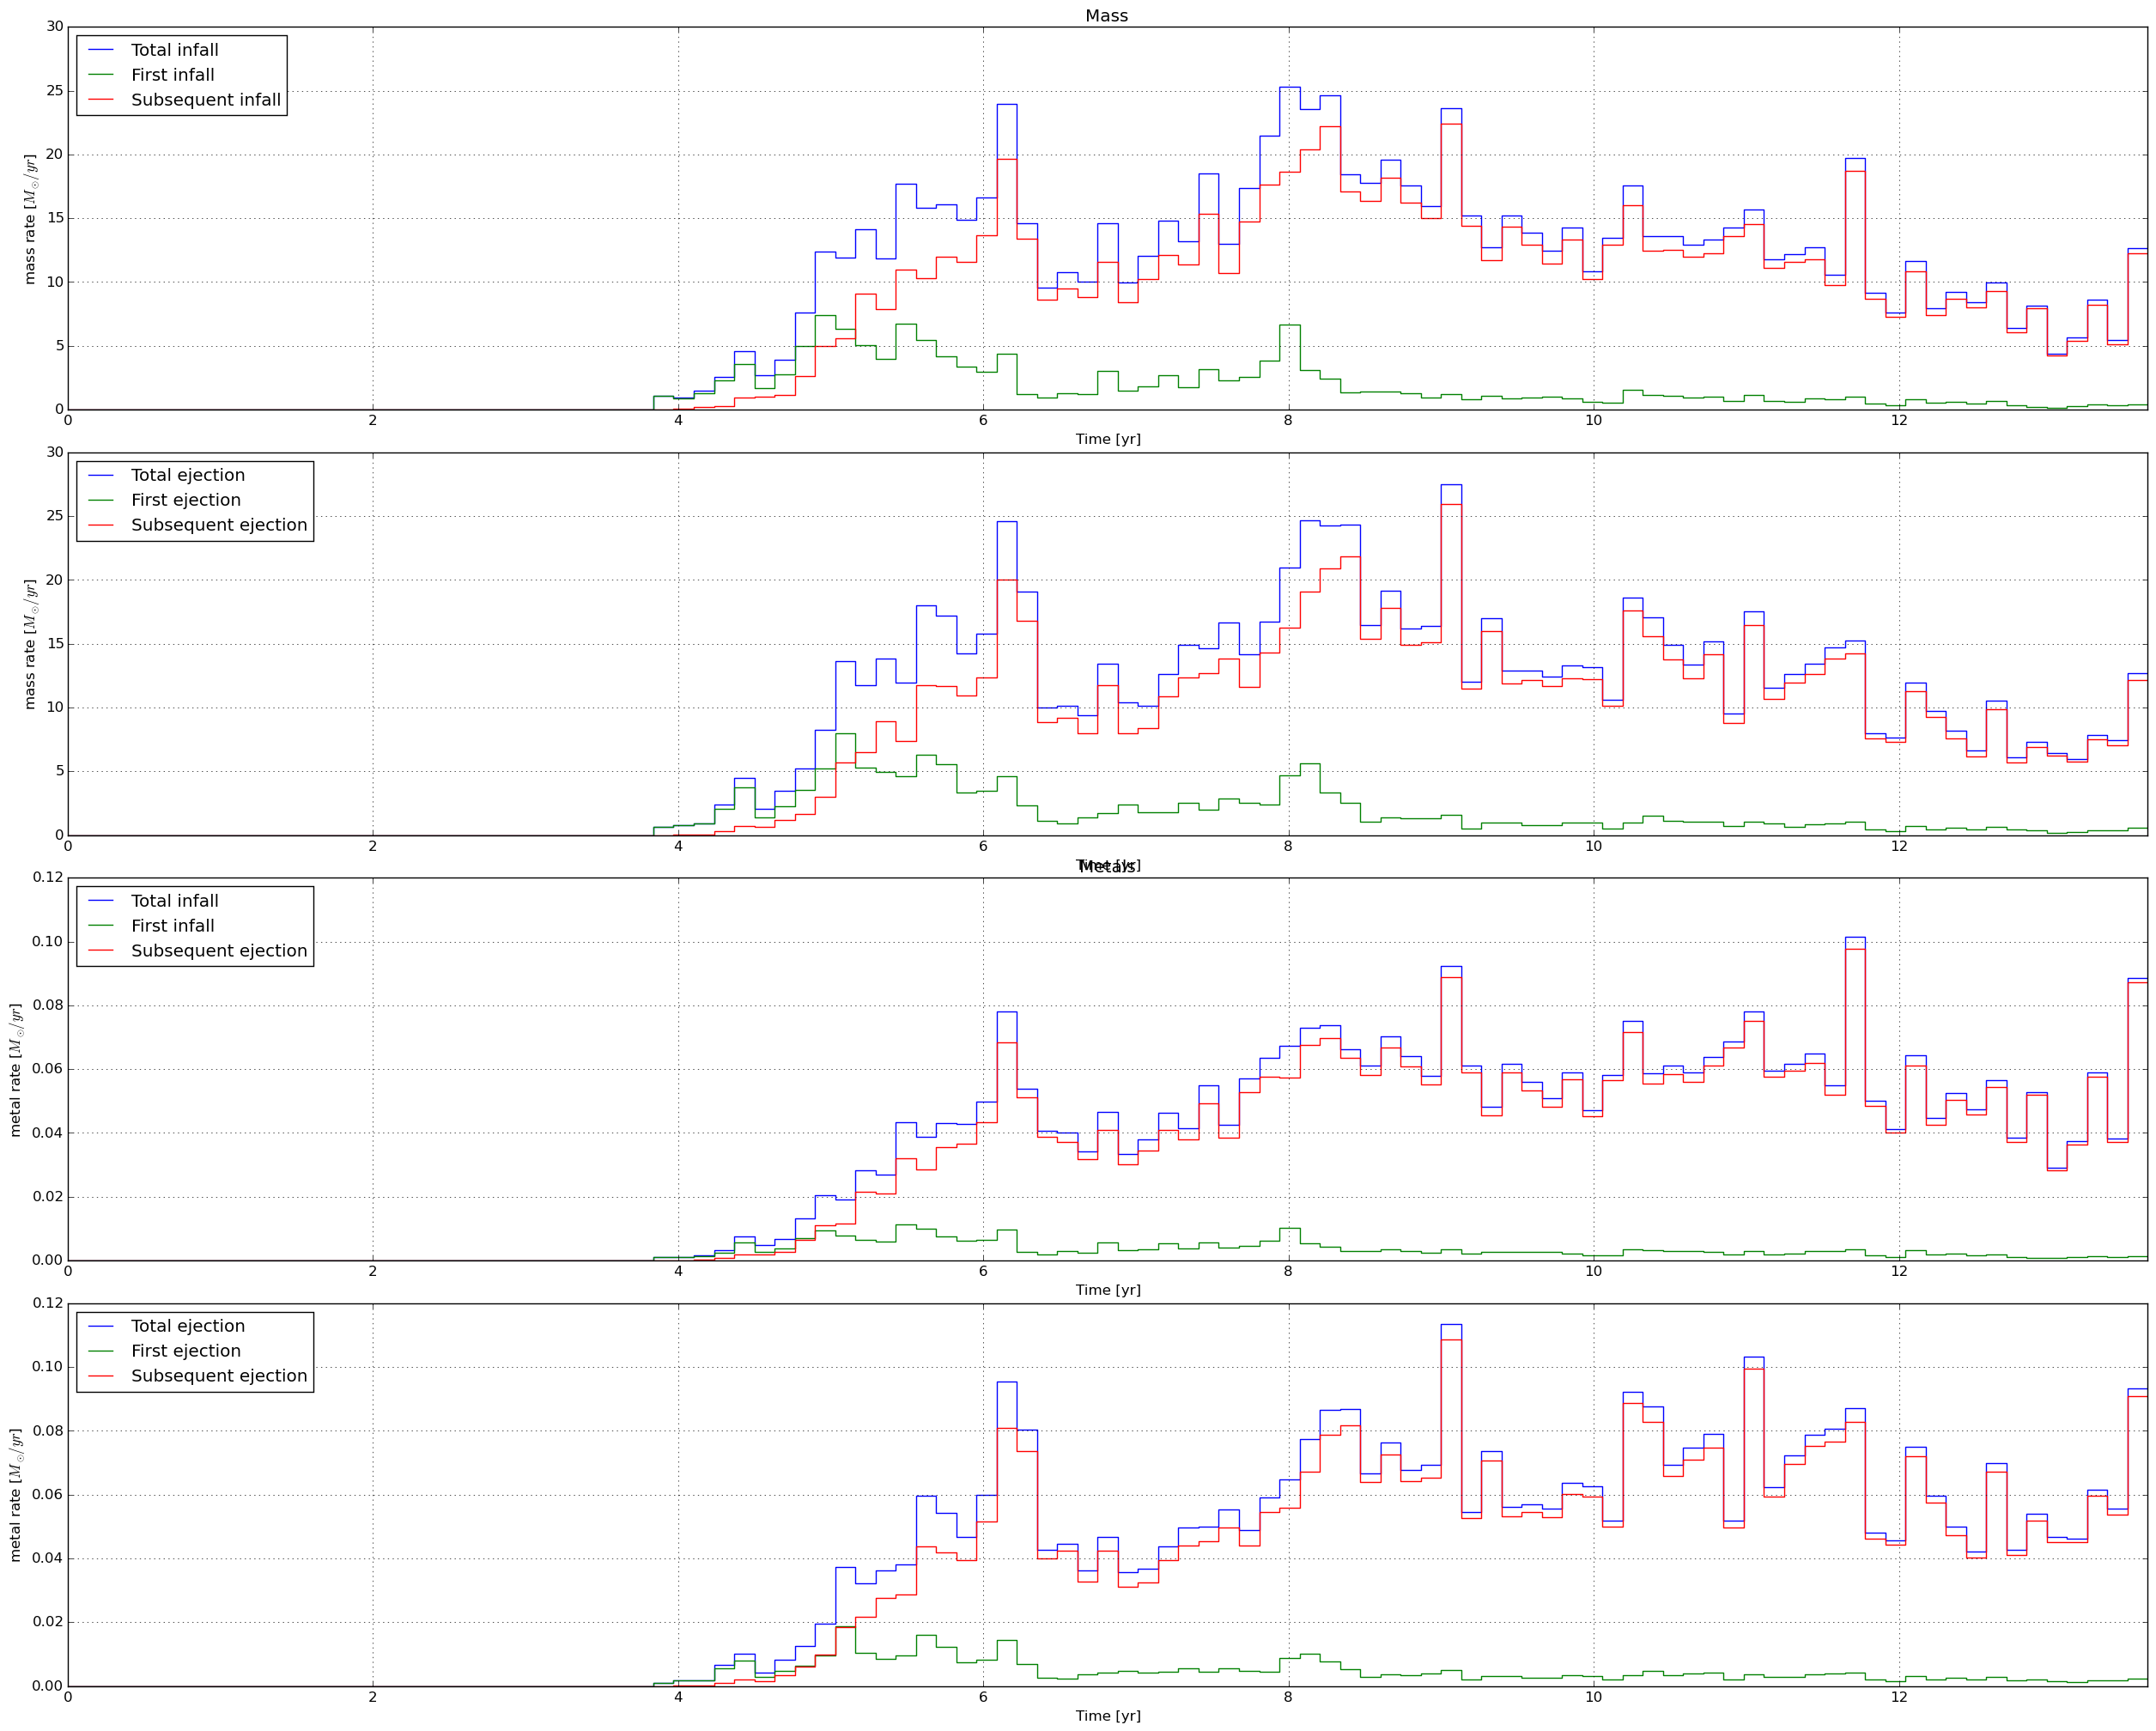 Mass
30
25
20
15
10
5
0
mass rate [M⊙/yr]
Total infall
First infall
Subsequent infall
0 2 4 6 8 10 12
Time [yr]
30
25
20
15
10
5
0
mass rate [M⊙/yr]
Total ejection
First ejection
Subsequent ejection
0 2 4 6 8 10 12
Time [yr]
Metals
0.12
0.10
0.08
0.06
0.04
0.02
0.00
metal rate [M⊙/yr]
Total infall
First infall
Subsequent ejection
0 2 4 6 8 10 12
Time [yr]
0.12
0.10
0.08
0.06
0.04
0.02
0.00
metal rate [M⊙/yr]
Total ejection
First ejection
Subsequent ejection
0 2 4 6 8 10 12
Time [yr]